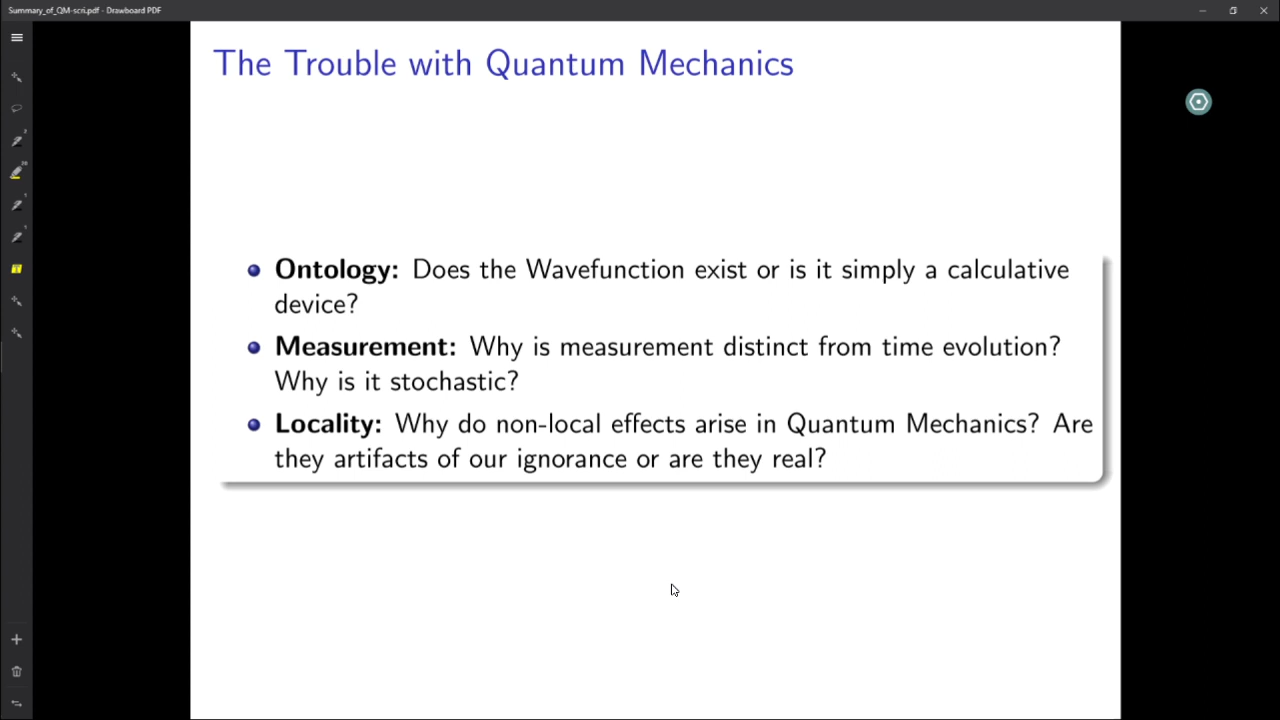 Summary_of_QM-scri.pdf - Drawboard PDF
The Trouble with Quantum Mechanics
Ontology: Does the Wavefunction exist or is it simply a calculative
device?
Measurement: Why is measurement distinct from time evolution?
Why is it stochastic?
Locality: Why do non-local effects arise in Quantum Mechanics? Are
they artifacts of our ignorance or are they real?